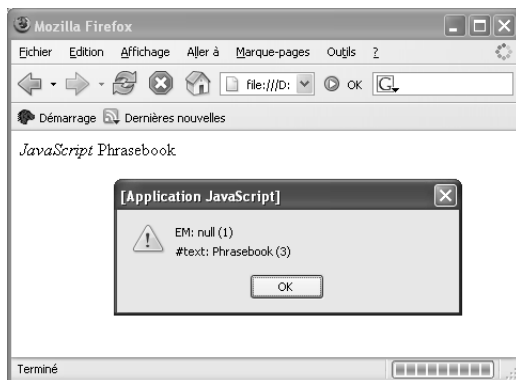 Mozilla Firefox
Fichier Edition Affichage Aller à Marque-pages Outils ?
file:///D: OK G
Démarrage Dernières nouvelles
JavaScript Phrasebook
[Application JavaScript]
EM: null (1)
#text: Phrasebook (3)
OK
Terminé